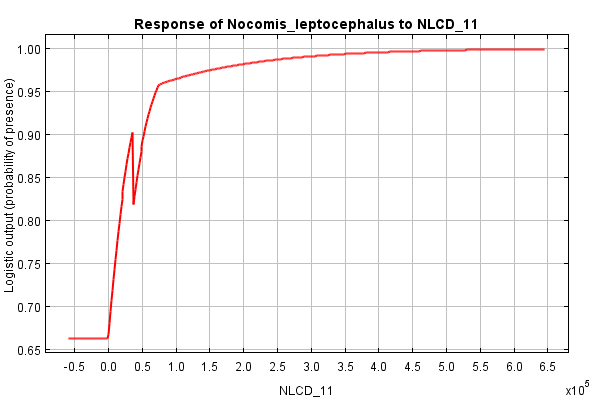 Response of Nocomis_leptocephalus to NLCD_11
Logistic output (probability of presence)
1.00
0.95
0.90
0.85
0.80
0.75
0.70
0.65
-0.5 0.0 0.5 1.0 1.5 2.0 2.5 3.0 3.5 4.0 4.5 5.0 5.5 6.0 6.5
x10^5
NLCD_11